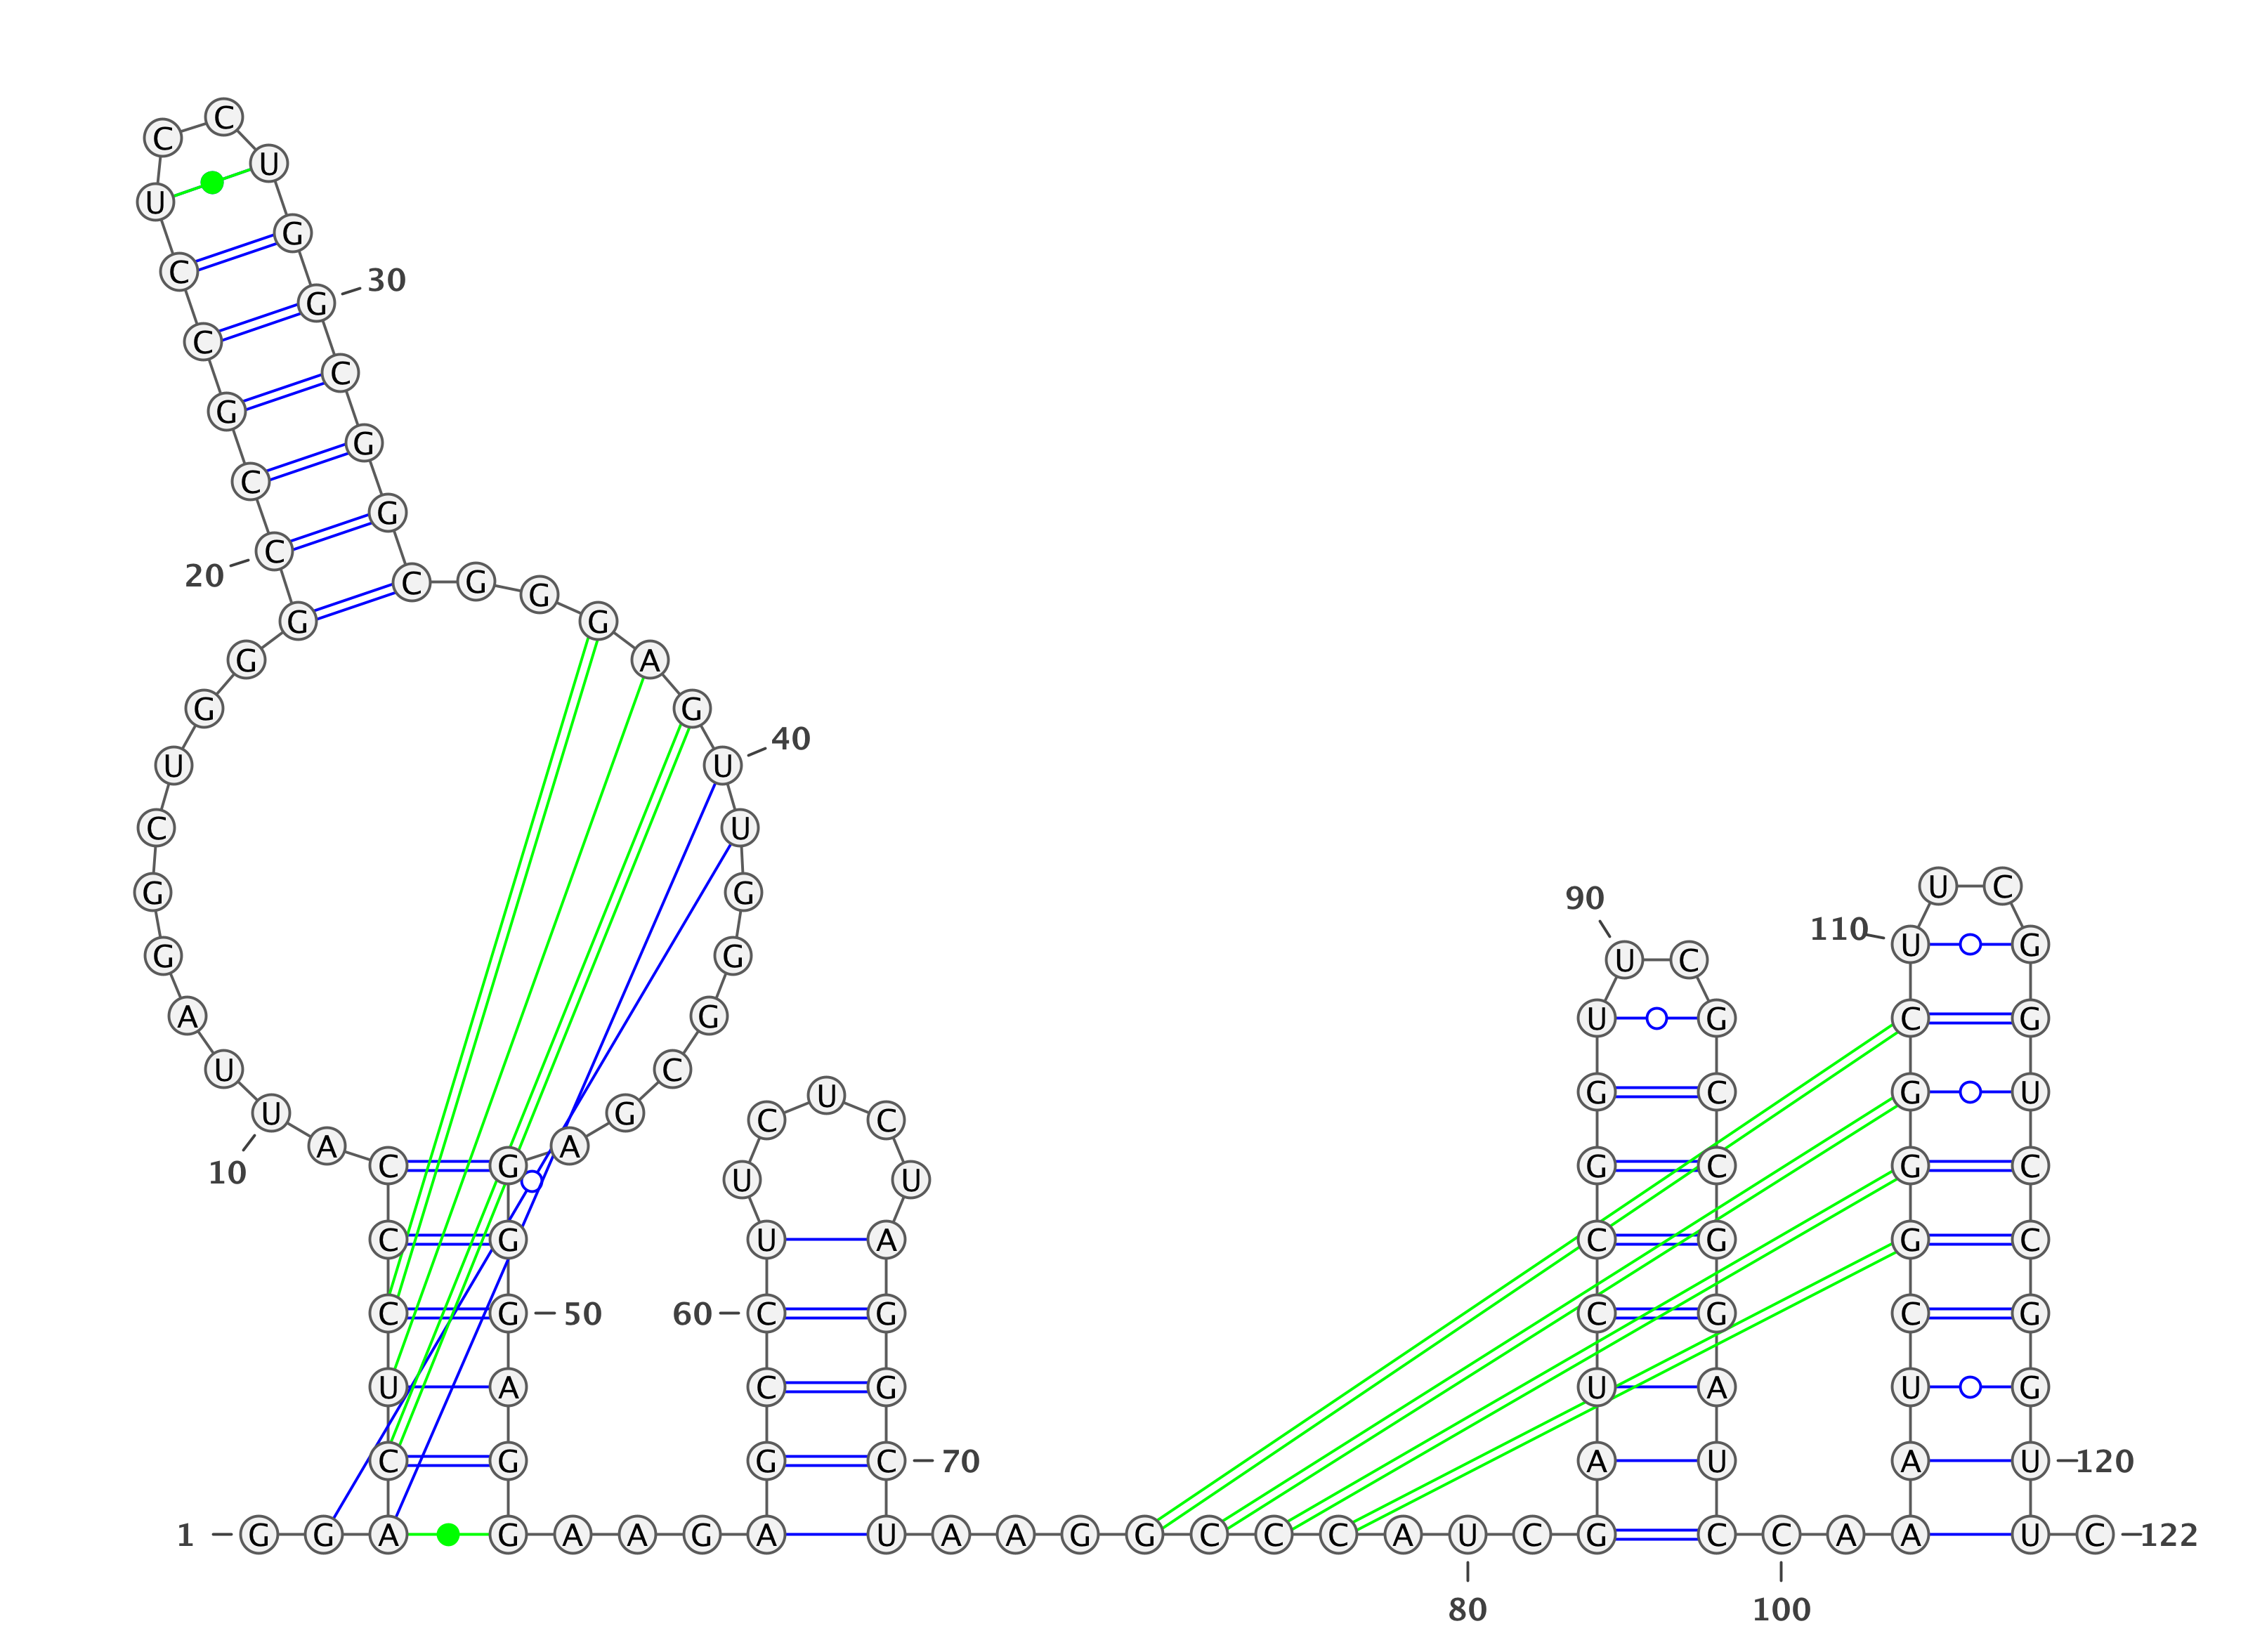 C
C
U
U
G
C 30
G
C
C
G
G
C
G
C
20 C G G
G G
G A
G G
40
U U
C U
U C
G G 90
110 U G
G G U C
A G U G C G
U C G C G U
U
U G
C C
A A
C G G C G C
10 U U
C G U A C G G C
C G 50 60 C G C G C G
U A C G U A U G
C G G C 70 A U A U 120
1 G G A G A A G A U A A G G C C C A U C G C C A A A U C 122
80 100